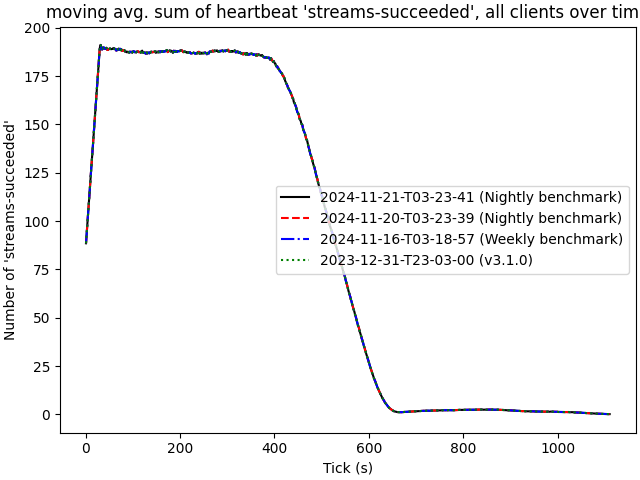 moving avg. sum of heartbeat 'streams-succeeded', all clients over tim
Number of 'streams-succeeded'
200
175
150
125
100
75
50
25
0
2024-11-21-T03-23-41 (Nightly benchmark)
2024-11-20-T03-23-39 (Nightly benchmark)
2024-11-16-T03-18-57 (Weekly benchmark)
2023-12-31-T23-03-00 (v3.1.0)
0 200 400 600 800 1000
Tick (s)